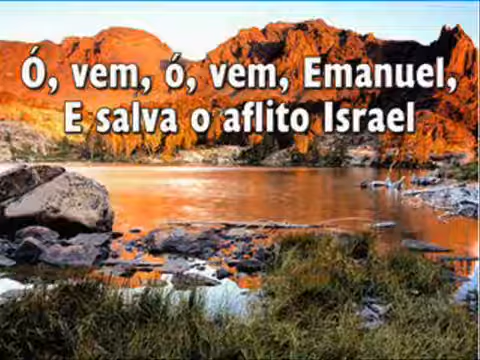 Ó, vem, ó, vem, Emanuel,
E salva o aflito Israel